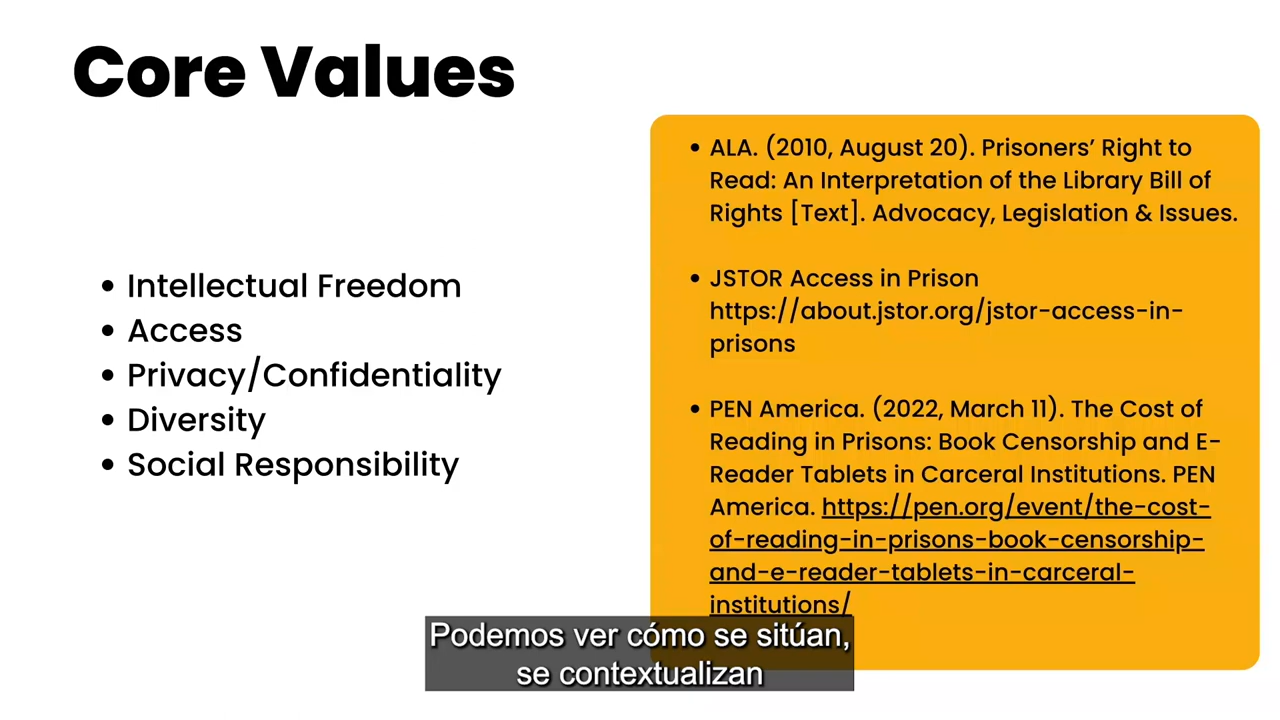 Core Values
• Intellectual Freedom
• Access
• Privacy/Confidentiality
• Diversity
• Social Responsibility
• ALA. (2010, August 20). Prisoners’ Right to
Read: An Interpretation of the Library Bill of
Rights [Text]. Advocacy, Legislation & Issues.
• JSTOR Access in Prison
https://about.jstor.org/jstor-access-in-
prisons
• PEN America. (2022, March 11). The Cost of
Reading in Prisons: Book Censorship and E-
Reader Tablets in Carceral Institutions. PEN
America. https://pen.org/event/the-cost-
of-reading-in-prisons-book-censorship-
and-e-reader-tablets-in-carceral-
institutions/
Podemos ver cómo se sitúan,
se contextualizan